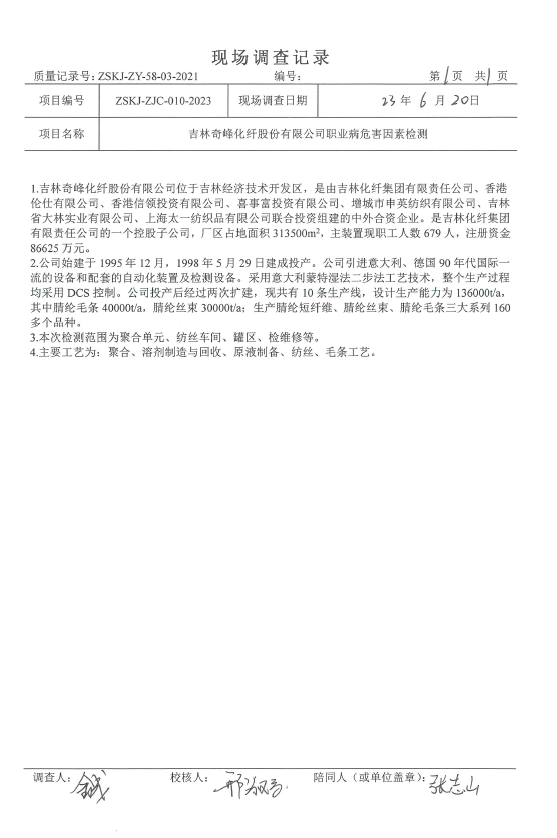 现场调查记录
质量记录号：ZSKJ-ZY-58-03-2021 编号： 第1页 共1页
项目编号 ZSKJ-ZJC-010-2023 现场调查日期 23年6月20日
项目名称 吉林奇峰化纤股份有限公司职业病危害因素检测
1.吉林奇峰化纤股份有限公司位于吉林经济技术开发区，是由吉林化纤集团有限责任公司、香港
伦仕有限公司、香港信领投资有限公司、喜事富投资有限公司、增城市申英纺织有限公司、吉林
省大林实业有限公司、上海太一纺织品有限公司联合投资组建的中外合资企业。是吉林化纤集团
有限责任公司的一个控股子公司，厂区占地面积 313500m²，主装置现职工人数 679 人，注册资金
86625 万元。
2.公司始建于 1995 年 12 月，1998 年 5 月 29 日建成投产。公司引进意大利、德国 90 年代国际一
流的设备和配套的自动化装置及检测设备。采用意大利蒙特湿法二步法工艺技术，整个生产过程
均采用 DCS 控制。公司投产后经过两次扩建，现共有 10 条生产线，设计生产能力为 136000t/a，
其中腈纶毛条 40000t/a，腈纶丝束 30000t/a；生产腈纶短纤维、腈纶丝束、腈纶毛条三大系列 160
多个品种。
3.本次检测范围为聚合单元、纺丝车间、罐区、检维修等。
4.主要工艺为：聚合、溶剂制造与回收、原液制备、纺丝、毛条工艺。
调查人： 校核人： 陪同人（或单位盖章）：张志山